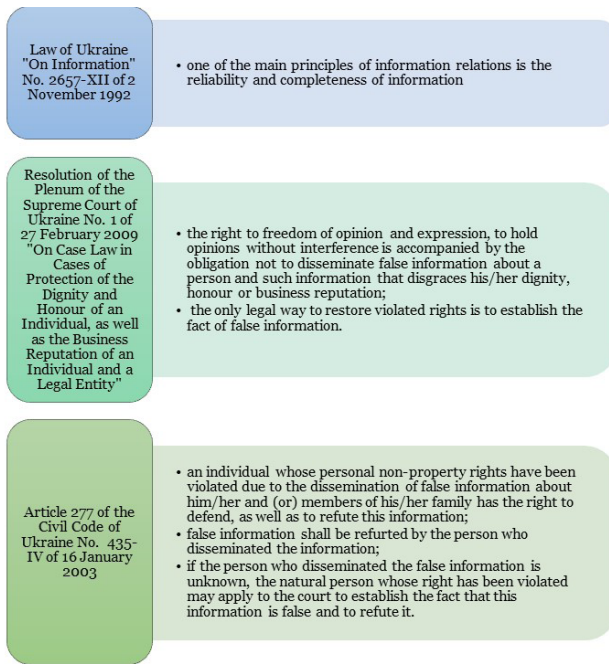 Law of Ukraine
"On Information"
No. 2657-XII of 2
November 1992
• one of the main principles of information relations is the
reliability and completeness of information
Resolution of the
Plenum of the
Supreme Court of
Ukraine No. 1 of
27 February 2009
"On Case Law in
Cases of
Protection of the
Dignity and
Honour of an
Individual, as well
as the Business
Reputation of an
Individual and a
Legal Entity"
• the right to freedom of opinion and expression, to hold
opinions without interference is accompanied by the
obligation not to disseminate false information about a
person and such information that disgraces his/her dignity,
honour or business reputation;
• the only legal way to restore violated rights is to establish the
fact of false information.
Article 277 of the
Civil Code of
Ukraine No. 435-
IV of 16 January
2003
• an individual whose personal non-property rights have been
violated due to the dissemination of false information about
him/her and (or) members of his/her family has the right to
defend, as well as to refute this information;
• false information shall be refurted by the person who
disseminated the information;
• if the person who disseminated the false information is
unknown, the natural person whose right has been violated
may apply to the court to establish the fact that this
information is false and to refute it.